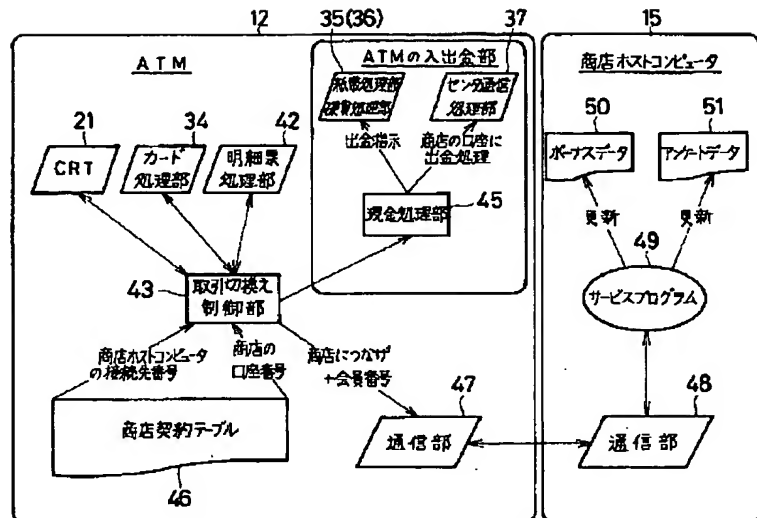 35(36)
12
37
15
ATM
ATMの入出金部
商店ホストコンピュータ
紙幣処理部
硬貨処理部
センタ通信
処理部
50
51
21
34
42
CRT
カード
処理部
明細票
処理部
出金指示
商店の口座に
出金処理
ボーナスデータ
アンケートデータ
現金処理部
45
更新
更新
49
サービスプログラム
43
取引切換え
制御部
商店ホストコンピュータ
の接続先番号
商店の
口座番号
商店につなげ
+会員番号
47
48
商店契約テーブル
通信部
通信部
46